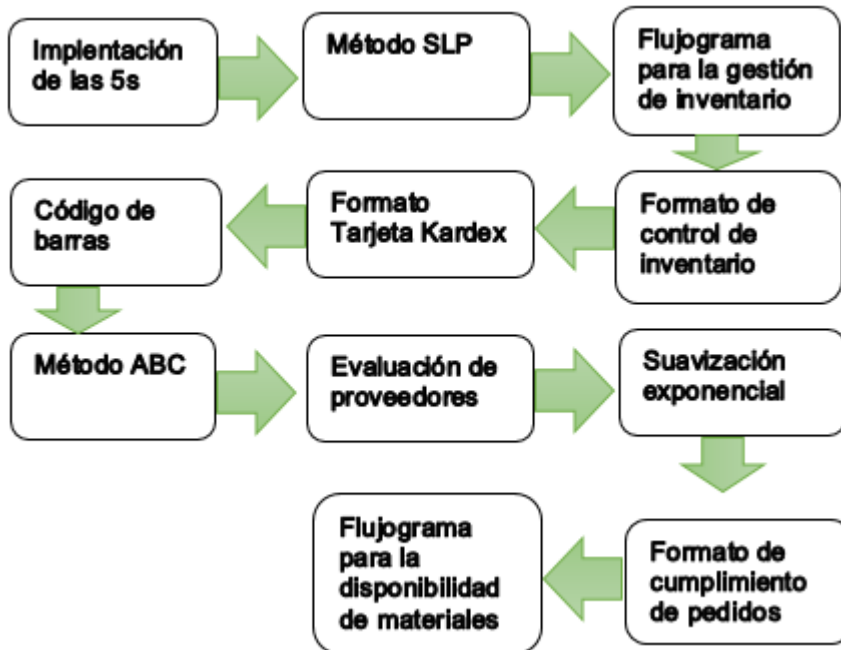 Implentación
de las 5s
Método SLP
Flujograma
para la gestión
de inventario
Formato de
control de
inventario
Formato
Tarjeta Kardex
Código de
barras
Método ABC
Evaluación de
proveedores
Suavización
exponencial
Formato de
cumplimiento
de pedidos
Flujograma
para la
disponibilidad
de materiales